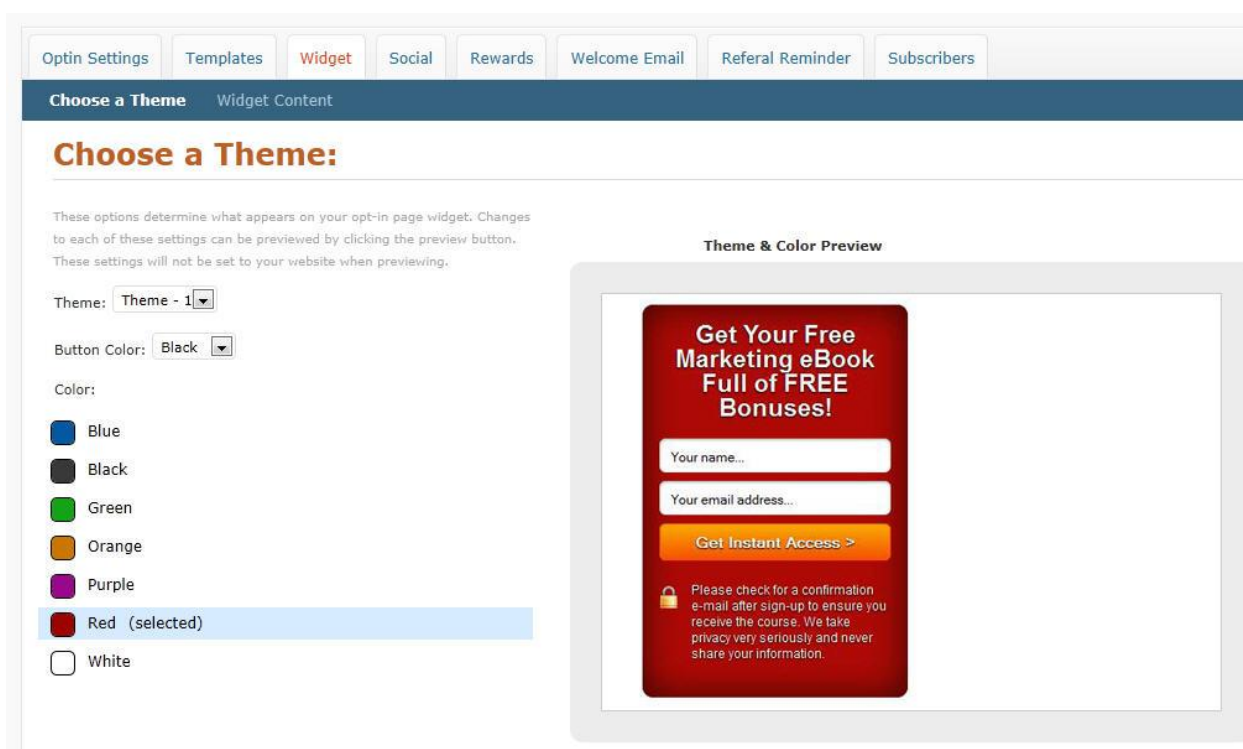 Optin Settings Templates Widget Social Rewards Welcome Email Referal Reminder Subscribers
Choose a Theme Widget Content
Choose a Theme:
These options determine what appears on your opt-in page widget. Changes
to each of these settings can be previewed by clicking the preview button.
These settings will not be set to your website when previewing.
Theme: Theme - 1
Button Color: Black
Color:
Blue
Black
Green
Orange
Purple
Red (selected)
White
Theme & Color Preview
Get Your Free
Marketing eBook
Full of FREE
Bonuses!
Your name...
Your email address...
Get Instant Access >
Please check for a confirmation
e-mail after sign-up to ensure you
receive the course. We take
privacy very seriously and never
share your information.